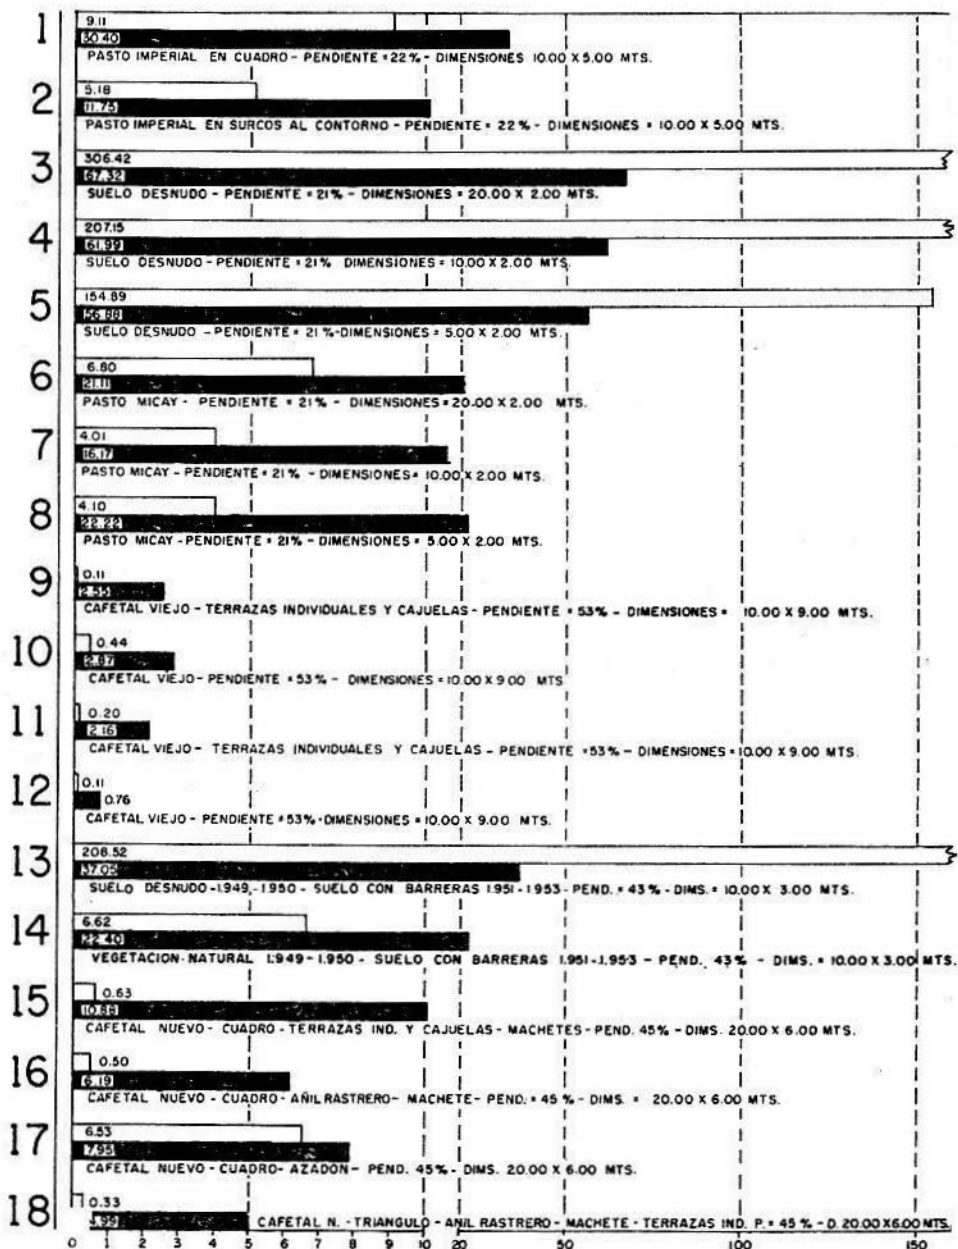 1
9.11
30.40
PASTO IMPERIAL EN CUADRO - PENDIENTE = 22% - DIMENSIONES 10.00 X 5.00 MTS.
2
5.18
11.75
PASTO IMPERIAL EN SURCOS AL CONTORNO - PENDIENTE = 22% - DIMENSIONES = 10.00 X 5.00 MTS.
3
306.42
67.32
SUELO DESNUDO - PENDIENTE = 21% - DIMENSIONES = 20.00 X 2.00 MTS.
4
207.15
61.99
SUELO DESNUDO - PENDIENTE = 21% DIMENSIONES = 10.00 X 2.00 MTS.
5
154.89
56.88
SUELO DESNUDO - PENDIENTE = 21% - DIMENSIONES = 5.00 X 2.00 MTS.
6
6.80
21.11
PASTO MICAY - PENDIENTE = 21% - DIMENSIONES = 20.00 X 2.00 MTS.
7
4.01
16.17
PASTO MICAY - PENDIENTE = 21% - DIMENSIONES = 10.00 X 2.00 MTS.
8
4.10
22.22
PASTO MICAY - PENDIENTE = 21% - DIMENSIONES = 5.00 X 2.00 MTS.
9
0.11
2.55
CAFETAL VIEJO - TERRAZAS INDIVIDUALES Y CAJUELAS - PENDIENTE = 53% - DIMENSIONES = 10.00 X 9.00 MTS.
10
0.44
2.87
CAFETAL VIEJO - PENDIENTE = 53% - DIMENSIONES = 10.00 X 9.00 MTS
11
0.20
2.16
CAFETAL VIEJO - TERRAZAS INDIVIDUALES Y CAJUELAS - PENDIENTE = 53% - DIMENSIONES = 10.00 X 9.00 MTS.
12
0.11
0.76
CAFETAL VIEJO - PENDIENTE = 53% - DIMENSIONES = 10.00 X 9.00 MTS.
13
208.52
37.05
SUELO DESNUDO - 1.949, - 1.950 - SUELO CON BARRERAS 1.951 - 1.953 - PEND. = 43% - DIMS. = 10.00 X 3.00 MTS.
14
6.62
22.40
VEGETACION NATURAL 1.949 - 1.950 - SUELO CON BARRERAS 1.951 - 1.953 - PEND. 43% - DIMS. = 10.00 X 3.00 MTS.
15
0.63
10.88
CAFETAL NUEVO - CUADRO - TERRAZAS IND. Y CAJUELAS - MACHETES - PEND. 45% - DIMS. 20.00 X 6.00 MTS.
16
0.50
6.19
CAFETAL NUEVO - CUADRO - AÑIL RASTRERO - MACHETE - PEND. = 45% - DIMS. = 20.00 X 6.00 MTS.
17
6.53
7.95
CAFETAL NUEVO - CUADRO - AZADON - PEND. 45% - DIMS. 20.00 X 6.00 MTS.
18
0.33
4.99
CAFETAL N. - TRIANGULO - AÑIL RASTRERO - MACHETE - TERRAZAS IND. P. = 45% - D. 20.00 X 6.00 MTS.
0 1 2 3 4 5 6 7 8 9 10 20 50 100 150